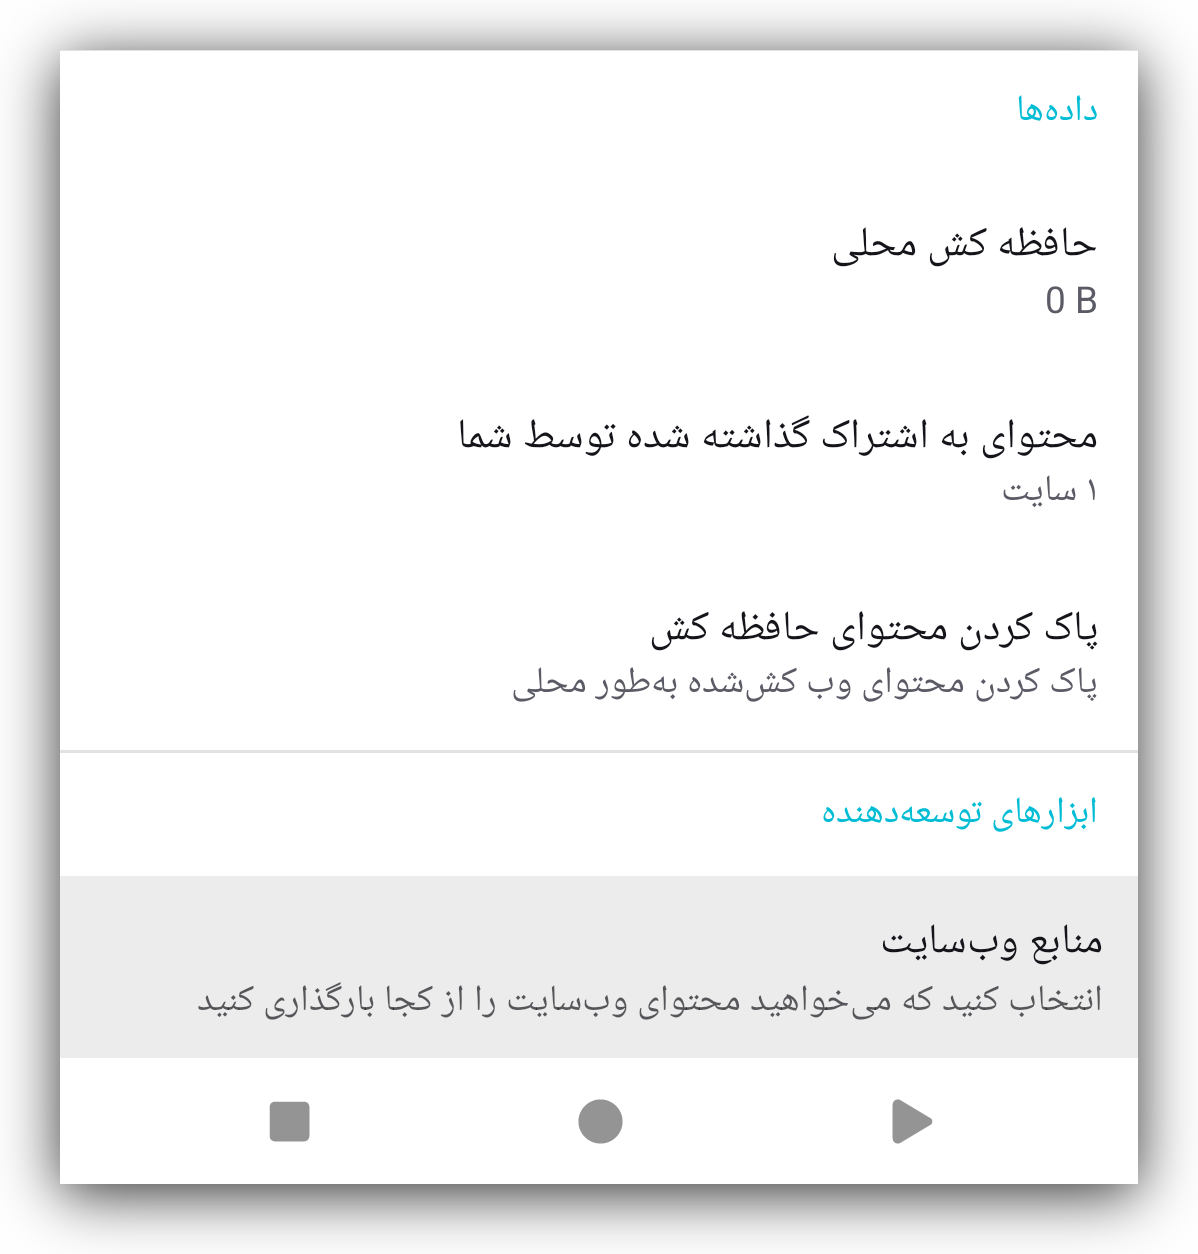 داده‌ها
حافظه کش محلی
0 B
محتوای به اشتراک گذاشته شده توسط شما
۱ سایت
پاک کردن محتوای حافظه کش
پاک کردن محتوای وب کش‌شده به‌طور محلی
ابزارهای توسعه‌دهنده
منابع وب‌سایت
انتخاب کنید که می‌خواهید محتوای وب‌سایت را از کجا بارگذاری کنید